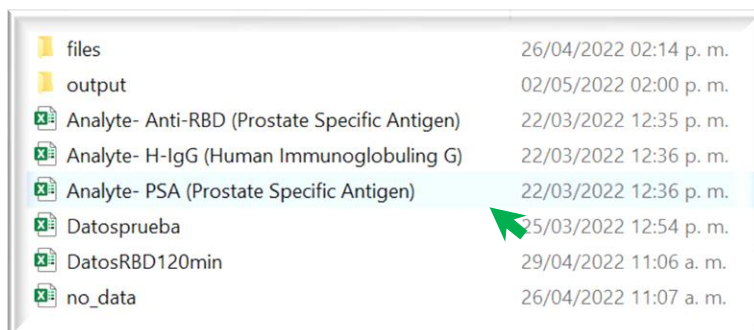 files 26/04/2022 02:14 p. m.
output 02/05/2022 02:00 p. m.
Analyte- Anti-RBD (Prostate Specific Antigen) 22/03/2022 12:35 p. m.
Analyte- H-IgG (Human Immunoglobuling G) 22/03/2022 12:36 p. m.
Analyte- PSA (Prostate Specific Antigen) 22/03/2022 12:36 p. m.
Datosprueba 25/03/2022 12:54 p. m.
DatosRBD120min 29/04/2022 11:06 a. m.
no_data 26/04/2022 11:07 a. m.